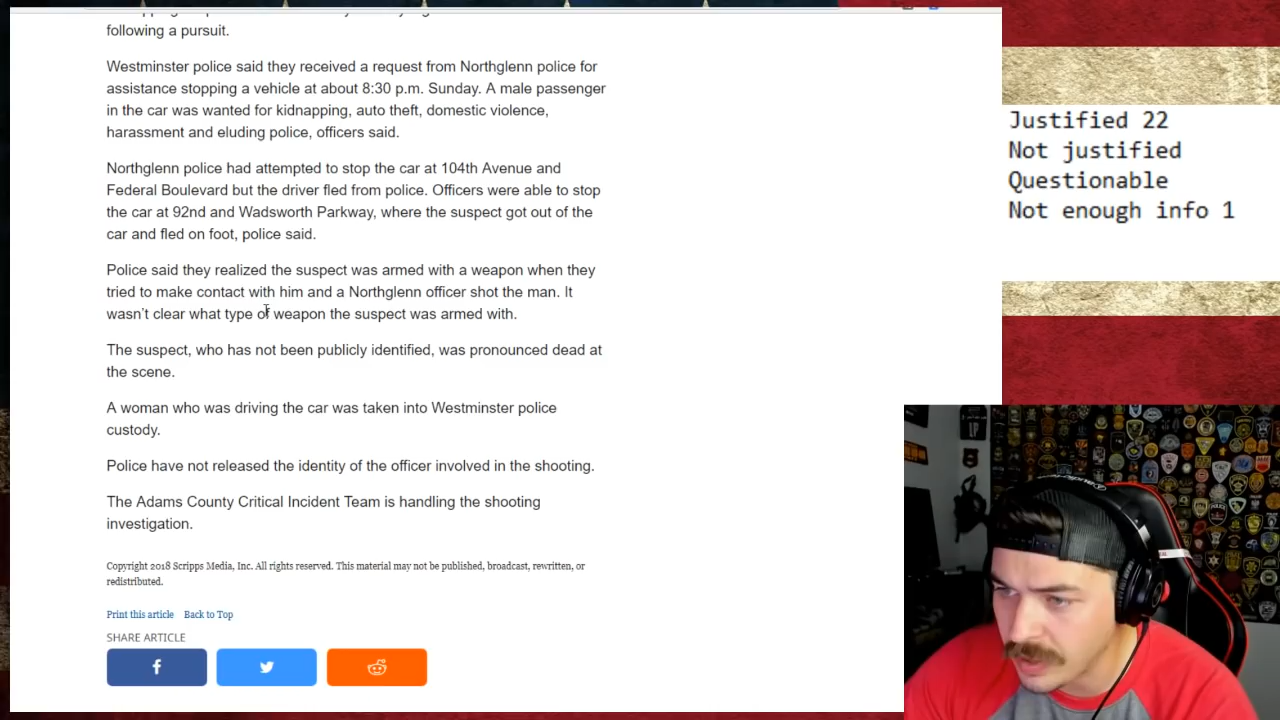 following a pursuit.
Westminster police said they received a request from Northglenn police for
assistance stopping a vehicle at about 8:30 p.m. Sunday. A male passenger
in the car was wanted for kidnapping, auto theft, domestic violence,
harassment and eluding police, officers said.
Northglenn police had attempted to stop the car at 104th Avenue and
Federal Boulevard but the driver fled from police. Officers were able to stop
the car at 92nd and Wadsworth Parkway, where the suspect got out of the
car and fled on foot, police said.
Police said they realized the suspect was armed with a weapon when they
tried to make contact with him and a Northglenn officer shot the man. It
wasn't clear what type of weapon the suspect was armed with.
The suspect, who has not been publicly identified, was pronounced dead at
the scene.
A woman who was driving the car was taken into Westminster police
custody.
Police have not released the identity of the officer involved in the shooting.
The Adams County Critical Incident Team is handling the shooting
investigation.
Copyright 2018 Scripps Media, Inc. All rights reserved. This material may not be published, broadcast, rewritten, or
redistributed.
Print this article Back to Top
SHARE ARTICLE
Justified 22
Not justified
Questionable
Not enough info 1